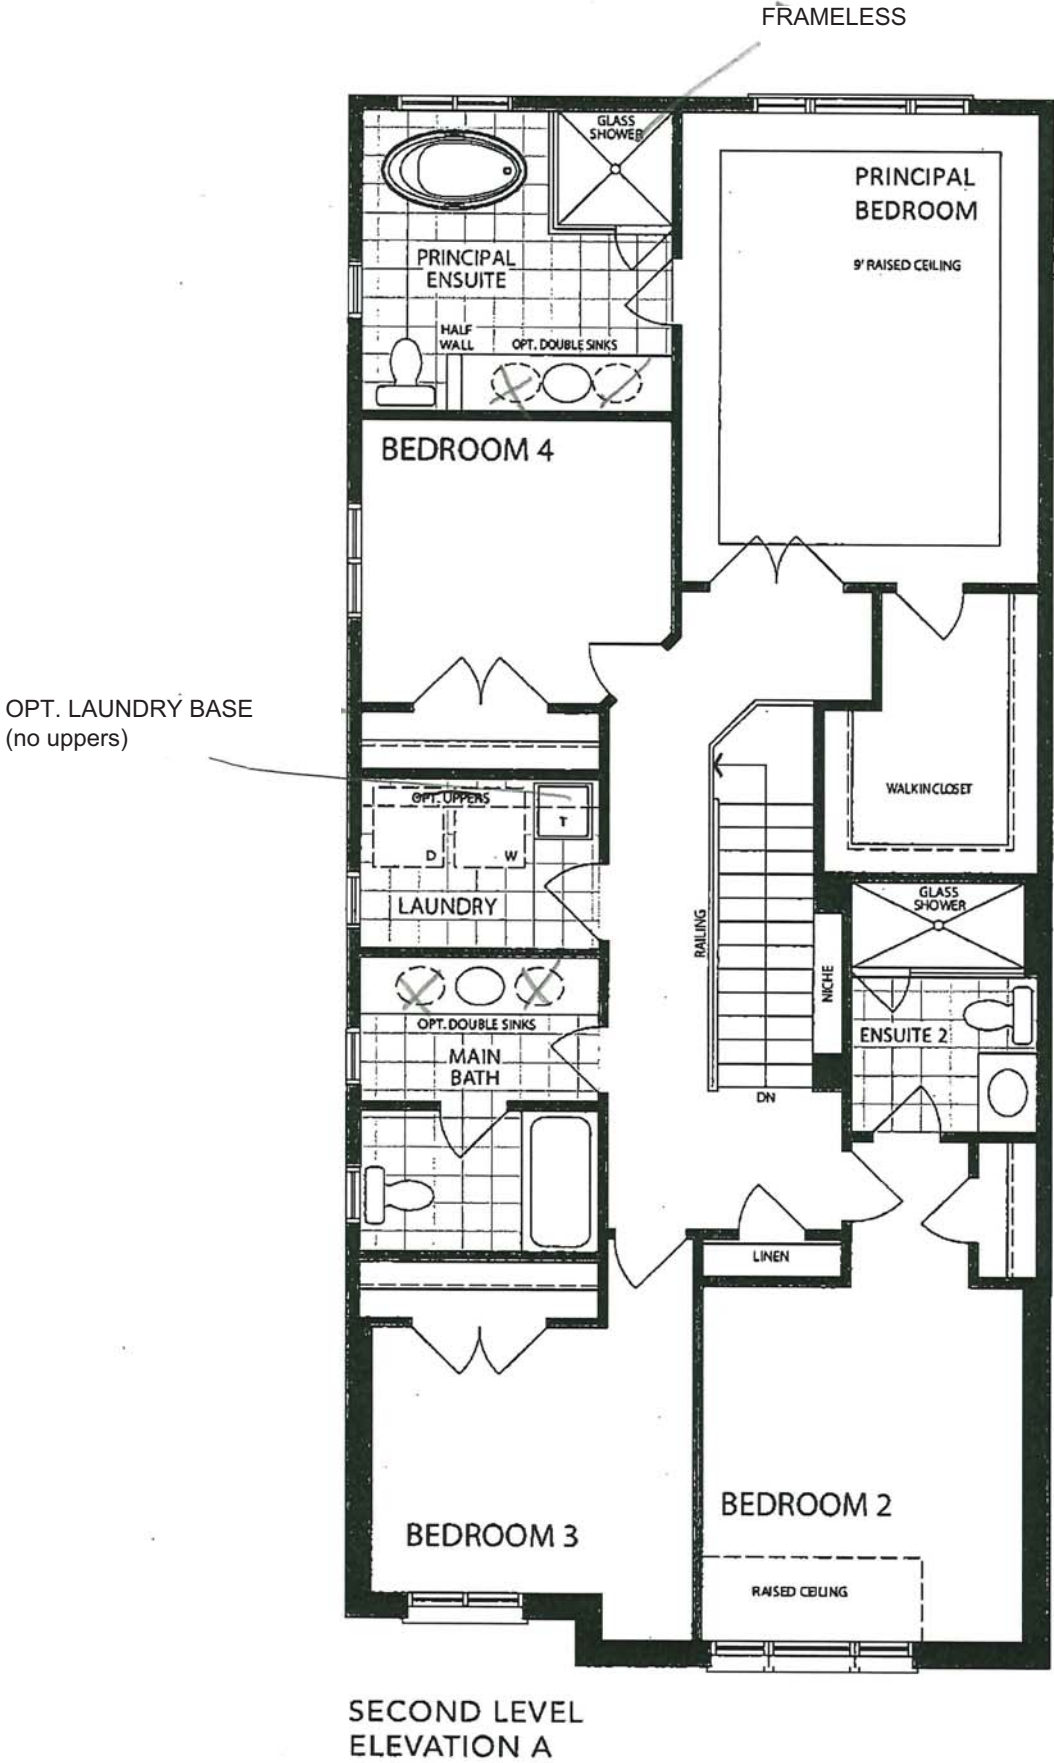 FRAMELESS
GLASS
SHOWER
PRINCIPAL
BEDROOM
9' RAISED CEILING
PRINCIPAL
ENSUITE
HALF
WALL
OPT. DOUBLE SINKS
BEDROOM 4
OPT. LAUNDRY BASE
(no uppers)
OPT. UPPERS
T
D
W
LAUNDRY
WALK IN CLOSET
GLASS
SHOWER
RAILING
NICHE
OPT. DOUBLE SINKS
MAIN
BATH
ENSUITE 2
DN
LINEN
BEDROOM 3
BEDROOM 2
RAISED CEILING
SECOND LEVEL
ELEVATION A